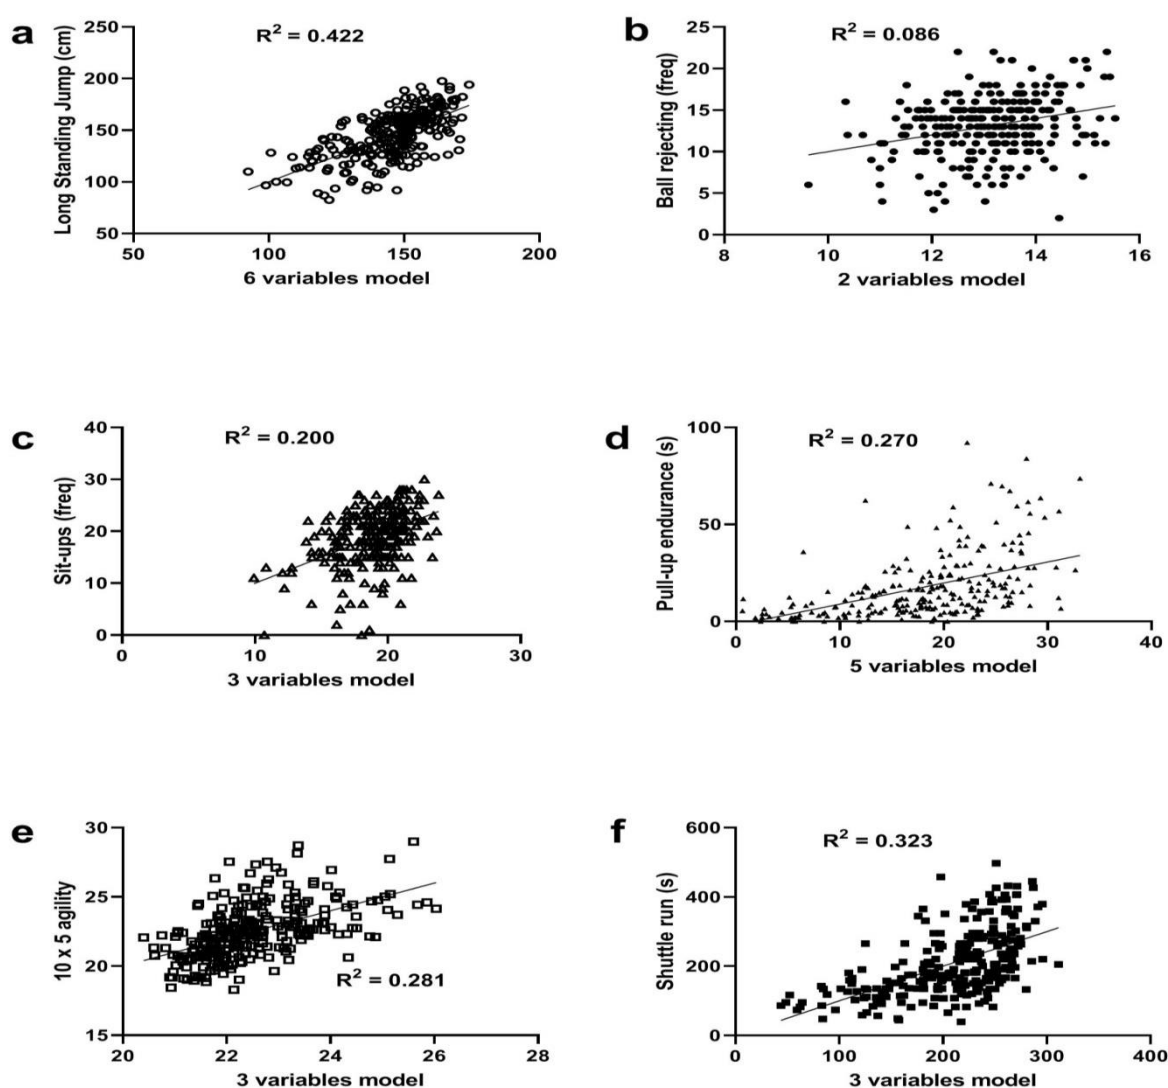 a
R² = 0.422
Long Standing Jump (cm)
250
200
150
100
50
50 100 150 200
6 variables model
b
R² = 0.086
Ball rejecting (freq)
25
20
15
10
5
0
8 10 12 14 16
2 variables model
c
R² = 0.200
Sit-ups (freq)
40
30
20
10
0
0 10 20 30
3 variables model
d
R² = 0.270
Pull-up endurance (s)
100
50
0
0 10 20 30 40
5 variables model
e
R² = 0.281
10 x 5 agility
30
25
20
15
20 22 24 26 28
3 variables model
f
R² = 0.323
Shuttle run (s)
600
400
200
0
0 100 200 300 400
3 variables model